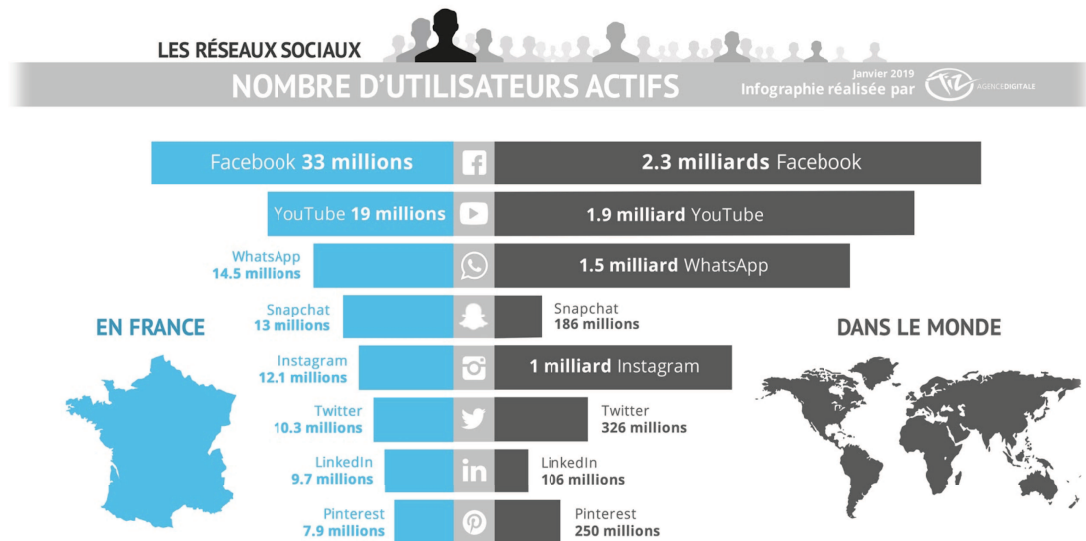 LES RÉSEAUX SOCIAUX
NOMBRE D'UTILISATEURS ACTIFS
Janvier 2019
Infographie réalisée par
Tiz
AGENCEDIGITALE
Facebook 33 millions
2.3 milliards Facebook
YouTube 19 millions
1.9 milliard YouTube
WhatsApp
14.5 millions
1.5 milliard WhatsApp
Snapchat
13 millions
Snapchat
186 millions
EN FRANCE
DANS LE MONDE
Instagram
12.1 millions
1 milliard Instagram
Twitter
10.3 millions
Twitter
326 millions
LinkedIn
9.7 millions
in
LinkedIn
106 millions
Pinterest
7.9 millions
Pinterest
250 millions